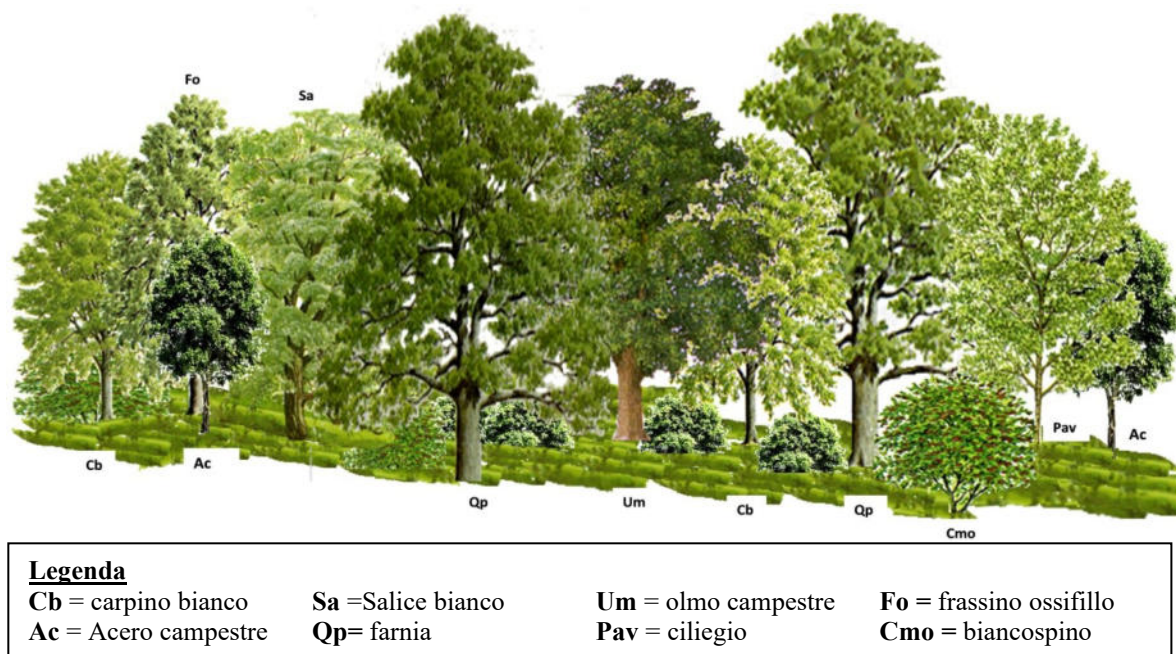 Fo
Sa
Pav
Ac
Cb
Ac
Qp
Um
Cb
Qp
Cmo
Legenda
Cb = carpino bianco Sa =Salice bianco Um = olmo campestre Fo = frassino ossifillo
Ac = Acero campestre Qp= farnia Pav = ciliegio Cmo = biancospino